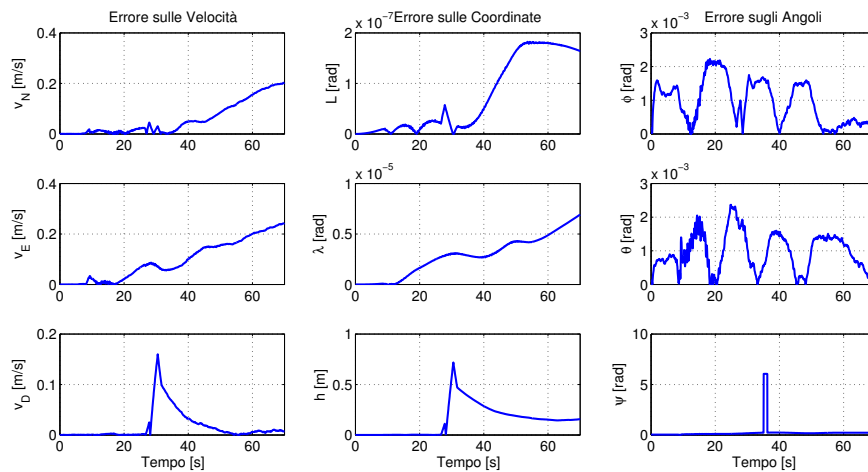 Errore sulle Velocità
v_N [m/s]
0.4
0.2
0
0 20 40 60
x 10^-7 Errore sulle Coordinate
L [rad]
2
1
0
0 20 40 60
Errore sugli Angoli
x 10^-3
ϕ [rad]
3
2
1
0
0 20 40 60
v_E [m/s]
0.4
0.2
0
0 20 40 60
x 10^-5
λ [rad]
1
0.5
0
0 20 40 60
x 10^-3
θ [rad]
3
2
1
0
0 20 40 60
v_D [m/s]
0.2
0.1
0
0 20 40 60
Tempo [s]
h [m]
1
0.5
0
0 20 40 60
Tempo [s]
ψ [rad]
10
5
0
0 20 40 60
Tempo [s]